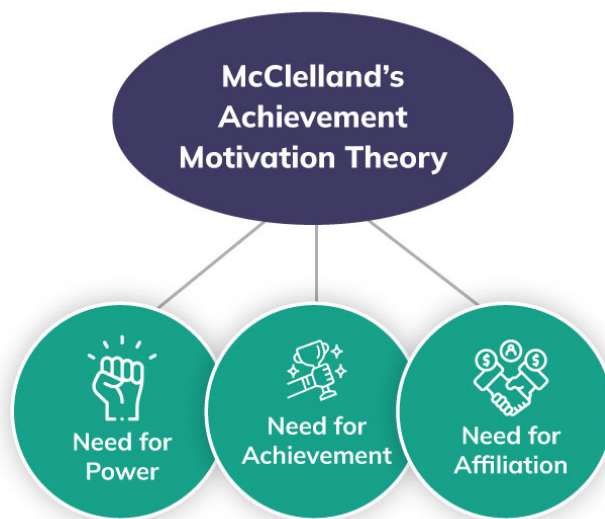 McClelland's
Achievement
Motivation Theory
Need for
Power
Need for
Achievement
$
$
Need for
Affiliation